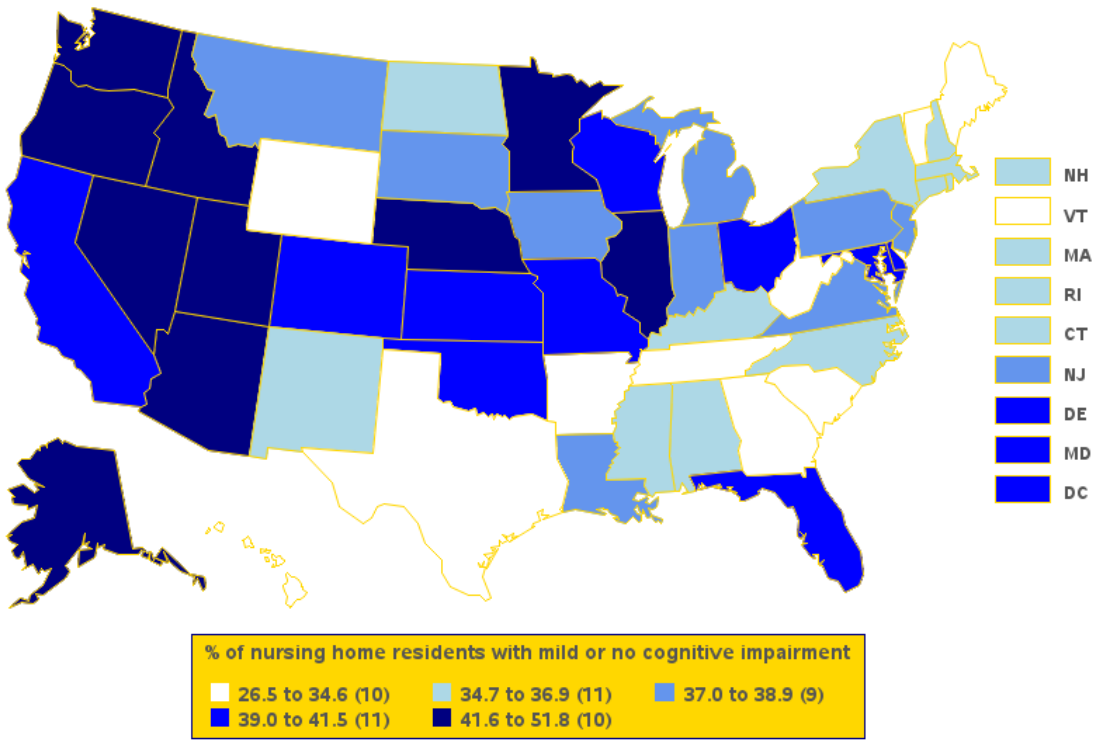 NH
VT
MA
RI
CT
NJ
DE
MD
DC
% of nursing home residents with mild or no cognitive impairment
26.5 to 34.6 (10) 34.7 to 36.9 (11) 37.0 to 38.9 (9)
39.0 to 41.5 (11) 41.6 to 51.8 (10)